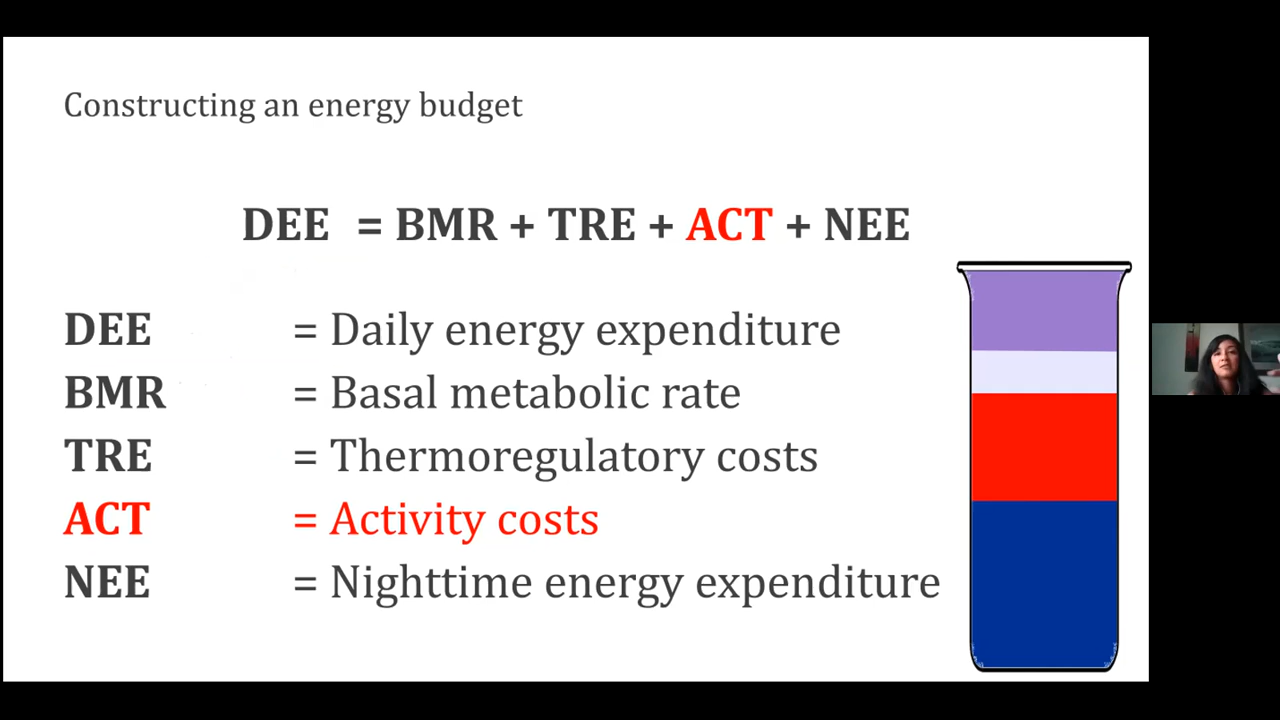 Constructing an energy budget
DEE = BMR + TRE + ACT + NEE
DEE = Daily energy expenditure
BMR = Basal metabolic rate
TRE = Thermoregulatory costs
ACT = Activity costs
NEE = Nighttime energy expenditure